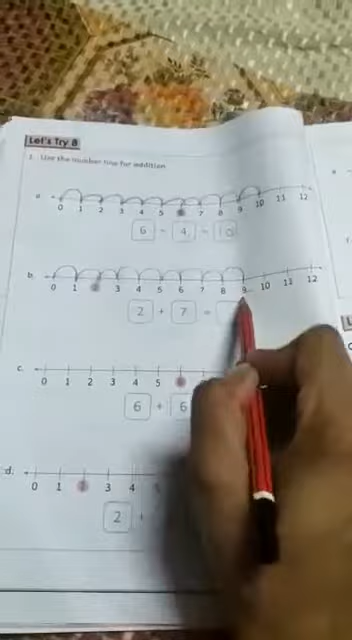 Let's Try 8
1. Use the number line for addition
a.
0 1 2 3 4 5 6 7 8 9 10 11 12
6 + 4 = 10
b.
0 1 2 3 4 5 6 7 8 9 10 11 12
2 + 7 =
c.
0 1 2 3 4 5 6
6 + 6
d.
0 1 2 3 4
2 +